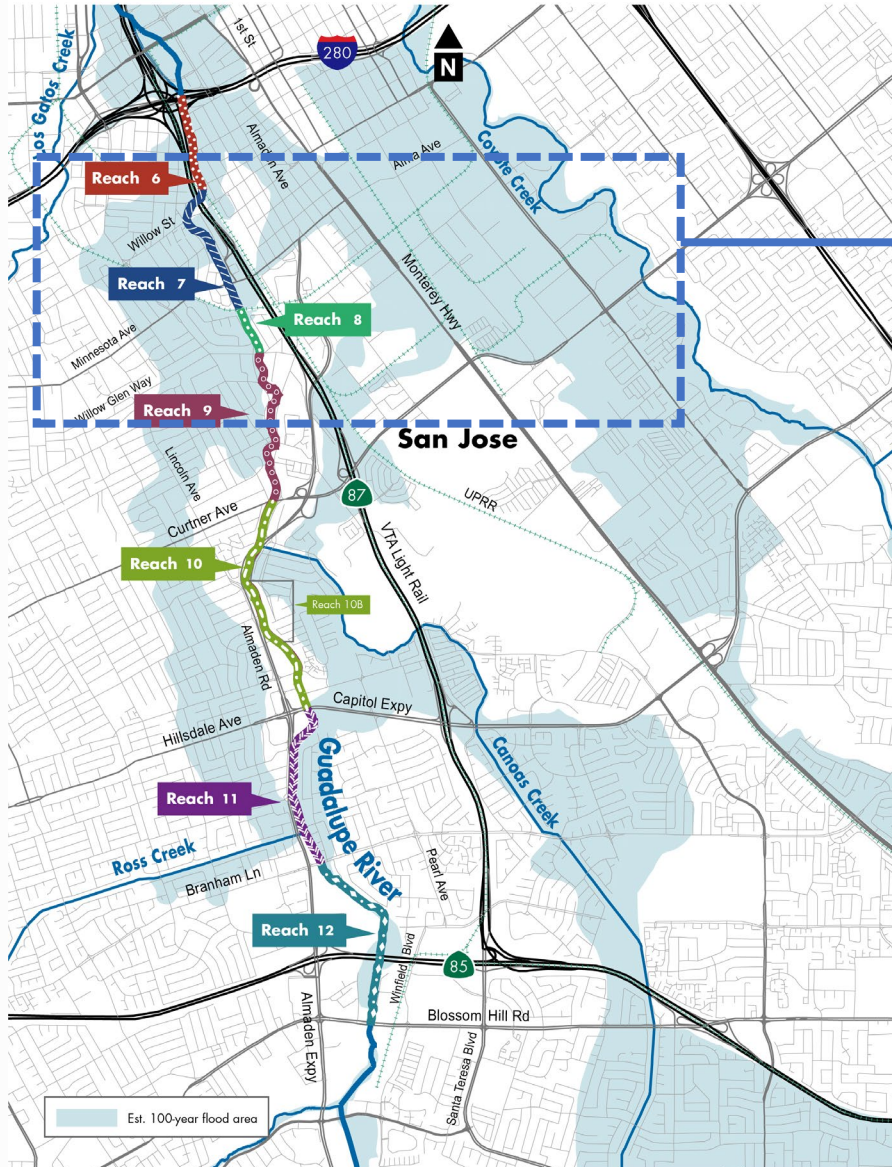 1st St
280
N
os Gatos Creek
Almaden Ave
Alma Ave
Coyote Creek
Reach 6
Willow St
Reach 7
Monterey Hwy
Reach 8
Minnesota Ave
Willow Glen Way
Reach 9
San Jose
Lincoln Ave
87
UPRR
Curtner Ave
VTA Light Rail
Reach 10
Reach 10B
Almaden Rd
Capitol Expy
Hillsdale Ave
Guadalupe River
Canoas Creek
Reach 11
Ross Creek
Pearl Ave
Branham Ln
Reach 12
Winfield Blvd
85
Almaden Expy
Blossom Hill Rd
Santa Teresa Blvd
Est. 100-year flood area